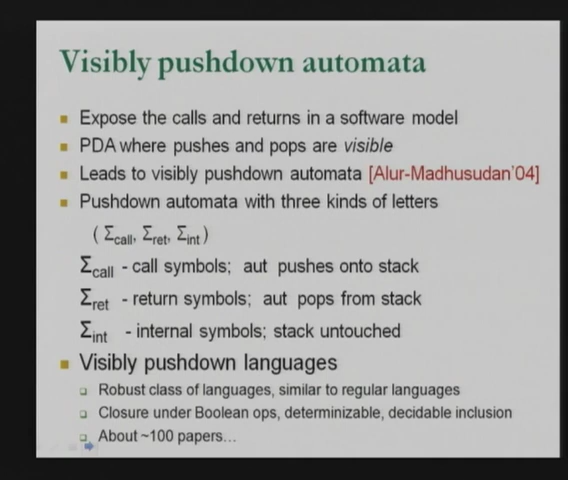 Visibly pushdown automata
Expose the calls and returns in a software model
PDA where pushes and pops are visible
Leads to visibly pushdown automata [Alur-Madhusudan'04]
Pushdown automata with three kinds of letters
( Σcall, Σret, Σint )
Σcall - call symbols; aut pushes onto stack
Σret - return symbols; aut pops from stack
Σint - internal symbols; stack untouched
Visibly pushdown languages
Robust class of languages, similar to regular languages
Closure under Boolean ops, determinizable, decidable inclusion
About ~100 papers…